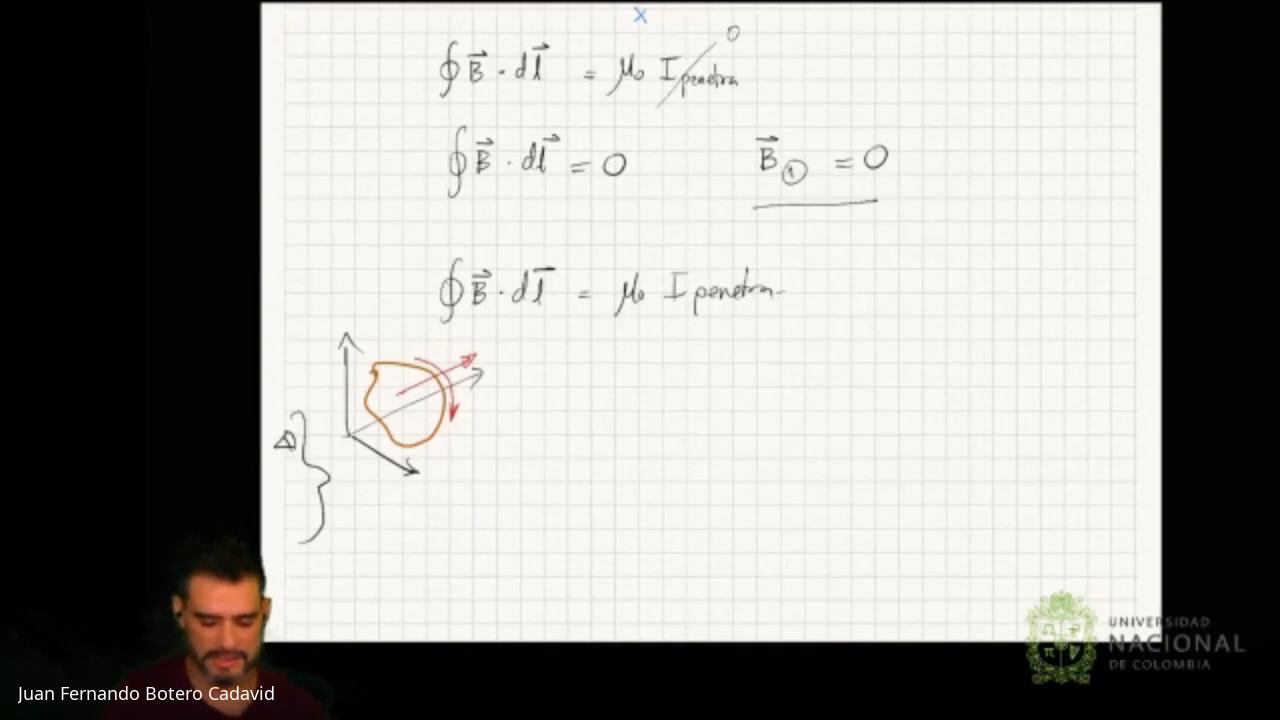 x
∮ B⃗ · dl⃗ = μ₀ I penetra 0
∮ B⃗ · dl⃗ = 0 B⃗① = 0
∮ B⃗ · dl⃗ = μ₀ I penetra
UNIVERSIDAD
NACIONAL
DE COLOMBIA
Juan Fernando Botero Cadavid